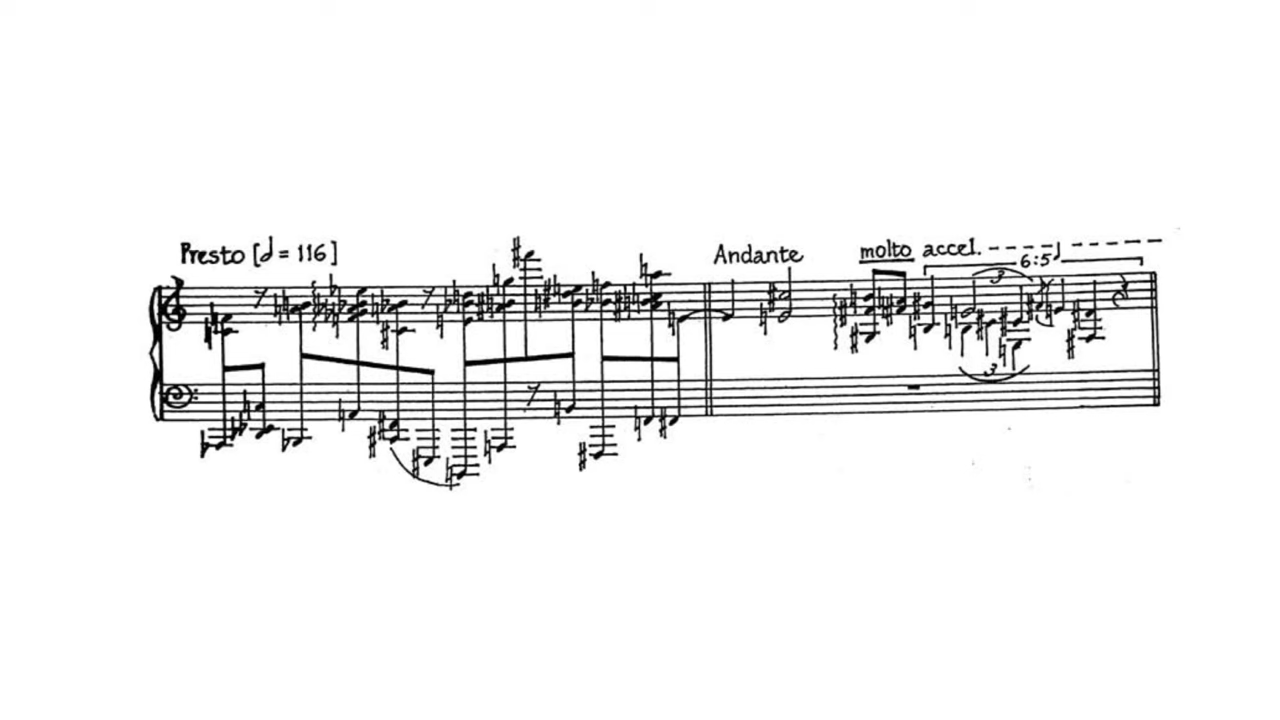 Presto [𝅗𝅥 = 116] Andante molto accel.
6:5𝅗𝅥
3
3